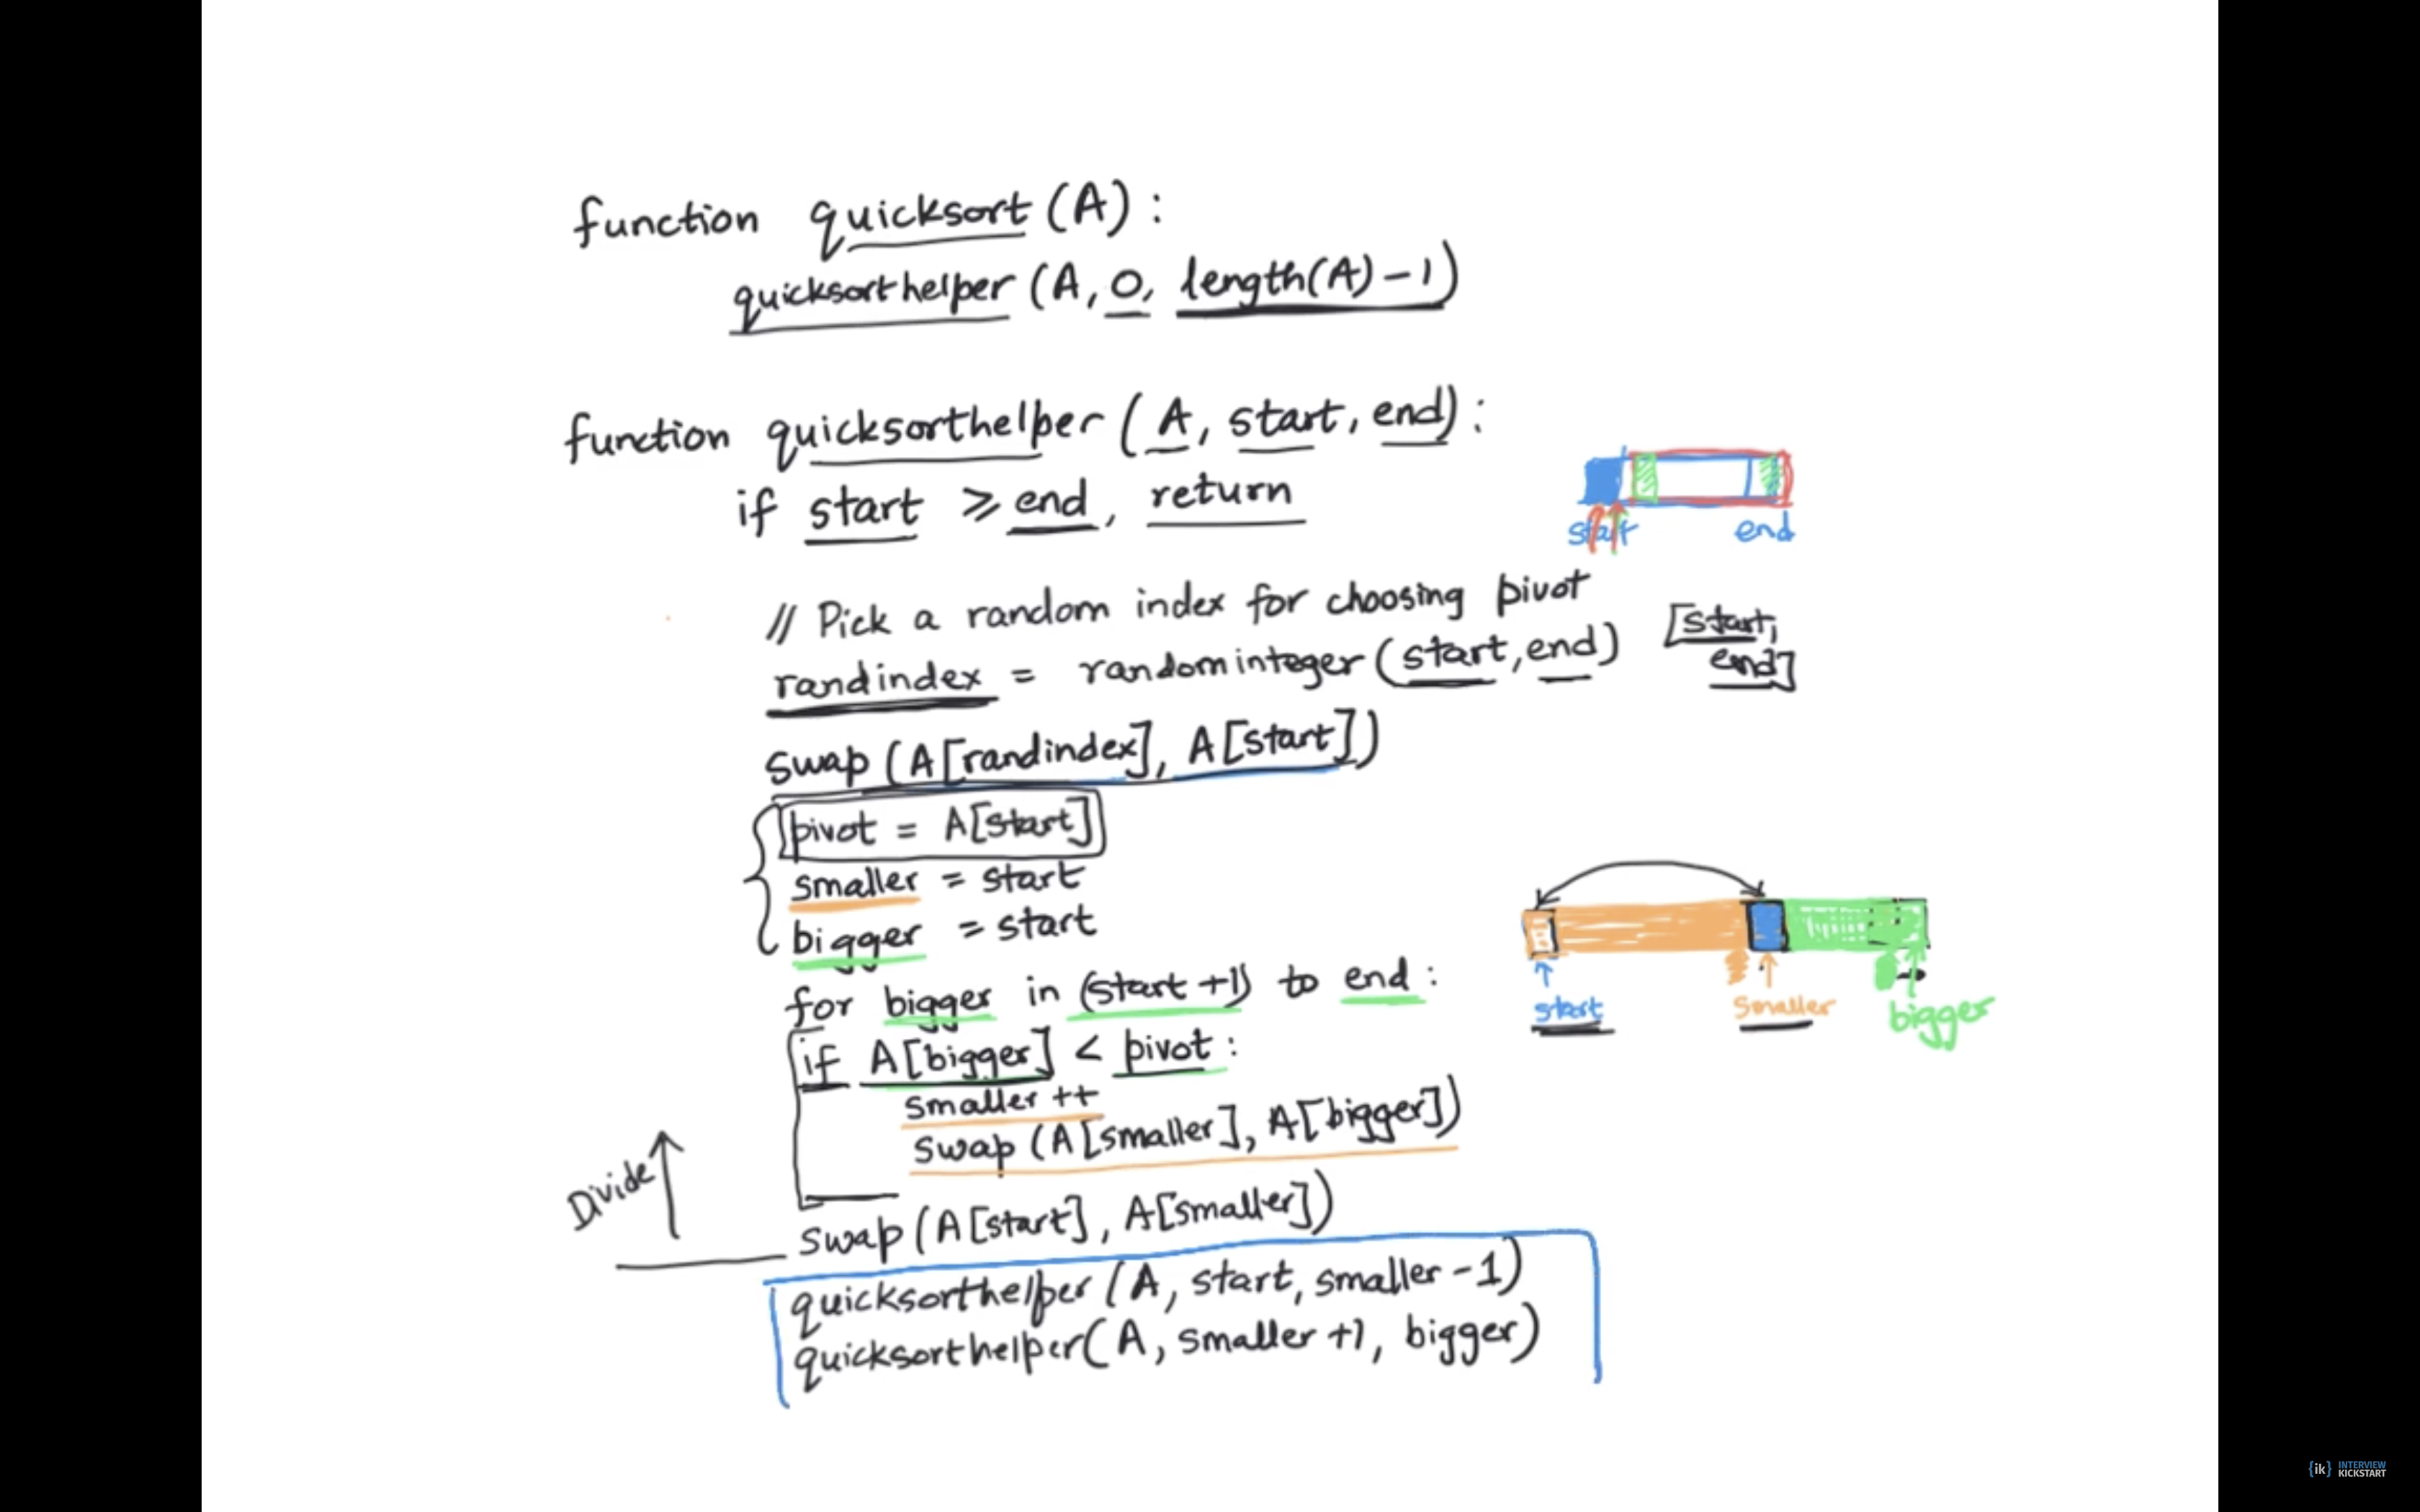 function quicksort (A) :
quicksorthelper (A, 0, length(A) - 1)
function quicksorthelper ( A, start, end) :
if start ≥ end, return
start end
// Pick a random index for choosing pivot
randindex = randominteger (start, end) [start,
end]
swap (A[randindex], A[start])
pivot = A[start]
smaller = start
bigger = start
for bigger in (start +1) to end :
start smaller bigger
if A[bigger] < pivot :
smaller ++
swap (A[smaller], A[bigger])
Divide
swap (A[start], A[smaller])
quicksorthelper (A, start, smaller -1)
quicksorthelper (A, smaller +1, bigger)
{ik} INTERVIEW
KICKSTART